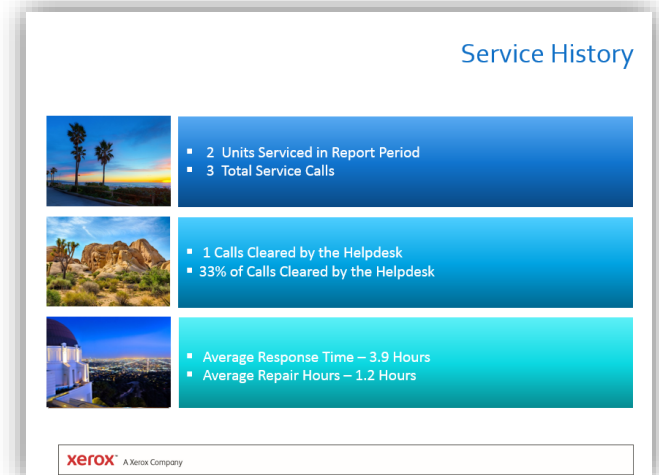 Service History
▪ 2 Units Serviced in Report Period
▪ 3 Total Service Calls
▪ 1 Calls Cleared by the Helpdesk
▪ 33% of Calls Cleared by the Helpdesk
▪ Average Response Time – 3.9 Hours
▪ Average Repair Hours – 1.2 Hours
xerox™ A Xerox Company